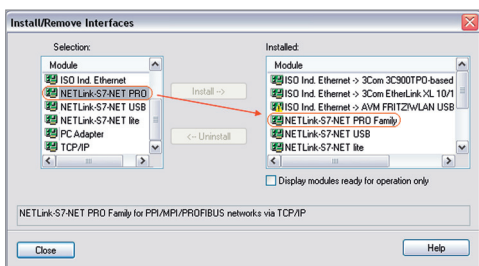 Install/Remove Interfaces
Selection:
Installed:
Module
ISO Ind. Ethernet
NETLink-S7-NET PRO
NETLink-S7-NET USB
NETLink-S7-NET lite
PC Adapter
TCP/IP
Install -->
<-- Uninstall
Module
ISO Ind. Ethernet -> 3Com 3C900TPO-based
ISO Ind. Ethernet -> 3Com EtherLink XL 10/1
ISO Ind. Ethernet -> AVM FRITZ!WLAN USB
NETLink-S7-NET PRO Family
NETLink-S7-NET USB
NETLink-S7-NET lite
Display modules ready for operation only
NETLink-S7-NET PRO Family for PPI/MPI/PROFIBUS networks via TCP/IP
Close
Help